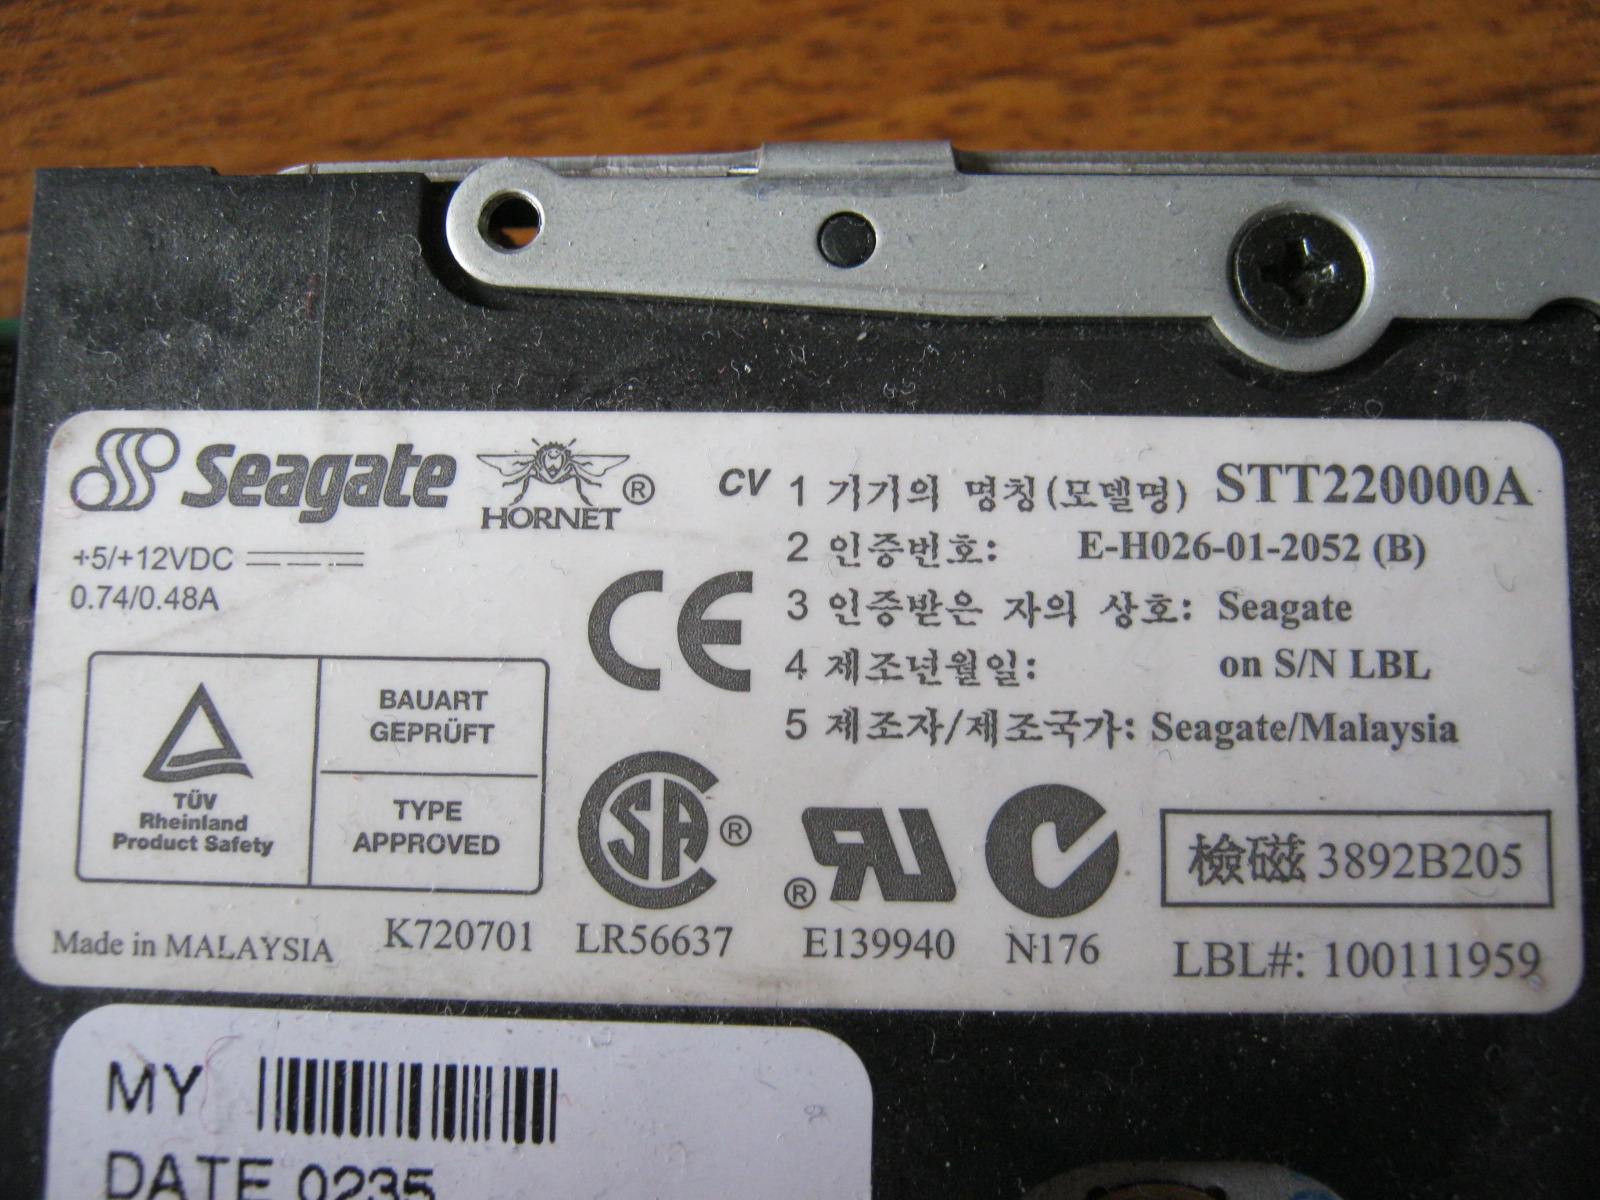 Seagate HORNET ®
CV 1 기기의 명칭(모델명) STT220000A
+5/+12VDC
0.74/0.48A
CE
2 인증번호: E-H026-01-2052 (B)
3 인증받은 자의 상호: Seagate
4 제조년월일: on S/N LBL
5 제조자/제조국가: Seagate/Malaysia
TÜV
Rheinland
Product Safety
BAUART
GEPRÜFT
TYPE
APPROVED
SA ®
® RU
檢磁 3892B205
Made in MALAYSIA K720701 LR56637 E139940 N176 LBL#: 100111959
MY
DATE 0235